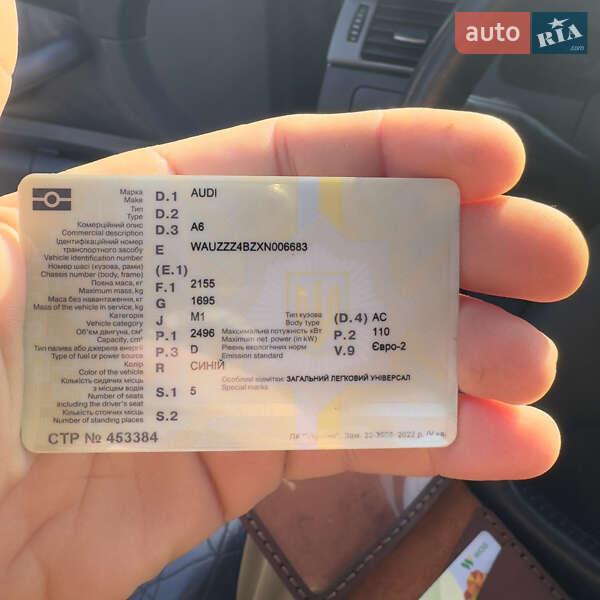 auto RIA.com
Марка
Make D.1 AUDI
Тип
Type D.2
Комерційний опис
Commercial description D.3 A6
Ідентифікаційний номер
транспортного засобу E WAUZZZ4BZXN006683
Vehicle identification number
Номер шасі (кузова, рами) (E.1)
Chassis number (body, frame)
Повна маса, кг F.1 2155
Maximum mass, kg
Маса без навантаження, кг G 1695
Mass of the vehicle in service, kg
Категорія J M1
Vehicle category
Тип кузова (D.4) AC
Body type
Об'єм двигуна, см³ P.1 2496
Capacity, cm³
Максимальна потужність кВт P.2 110
Maximum net. power (in kW)
Тип палива або джерела енергії P.3 D
Type of fuel or power source
Рівень екологічних норм V.9 Євро-2
Emission standard
Колір R СИНІЙ
Color of the vehicle
Кількість сидячих місць
з місцем водія S.1 5
Number of seats
including the driver's seat
Особливі відмітки: ЗАГАЛЬНИЙ ЛЕГКОВИЙ УНІВЕРСАЛ
Special marks
Кількість стоячих місць S.2
Number of standing places
СТР № 453384